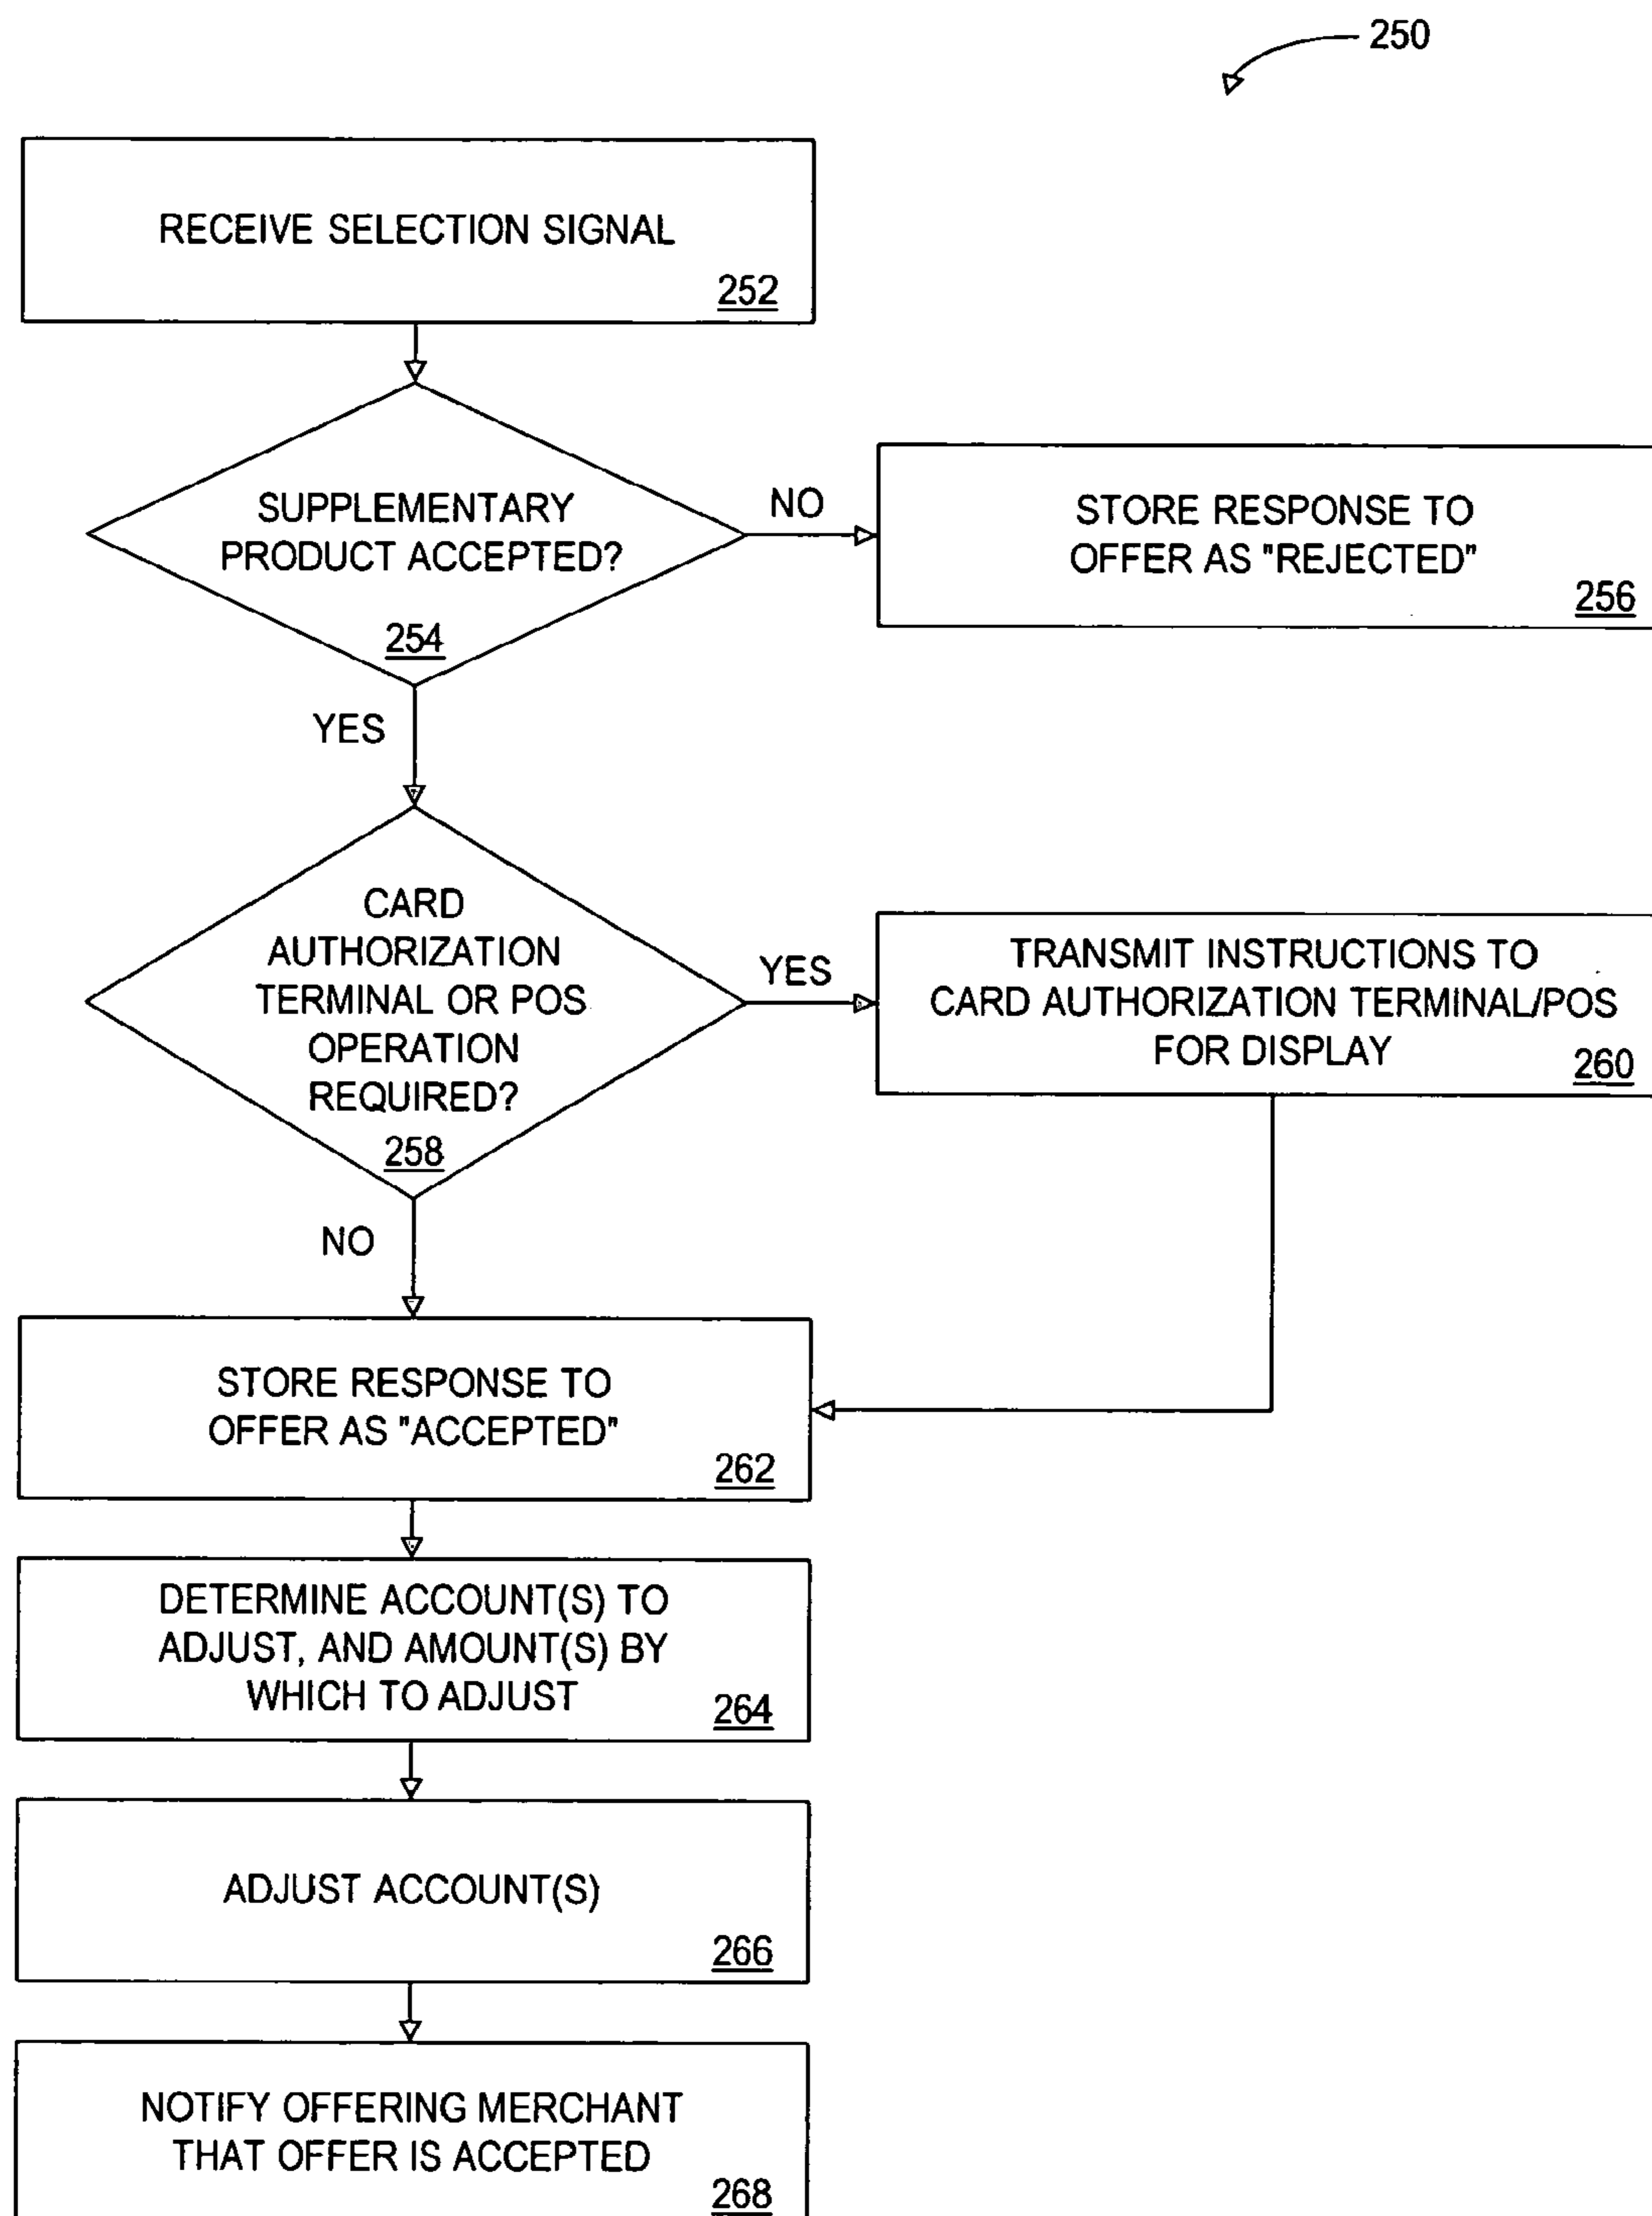 250
RECEIVE SELECTION SIGNAL
252
SUPPLEMENTARY
PRODUCT ACCEPTED?
254
NO
STORE RESPONSE TO
OFFER AS "REJECTED"
256
YES
CARD
AUTHORIZATION
TERMINAL OR POS
OPERATION
REQUIRED?
258
YES
TRANSMIT INSTRUCTIONS TO
CARD AUTHORIZATION TERMINAL/POS
FOR DISPLAY
260
NO
STORE RESPONSE TO
OFFER AS "ACCEPTED"
262
DETERMINE ACCOUNT(S) TO
ADJUST, AND AMOUNT(S) BY
WHICH TO ADJUST
264
ADJUST ACCOUNT(S)
266
NOTIFY OFFERING MERCHANT
THAT OFFER IS ACCEPTED
268